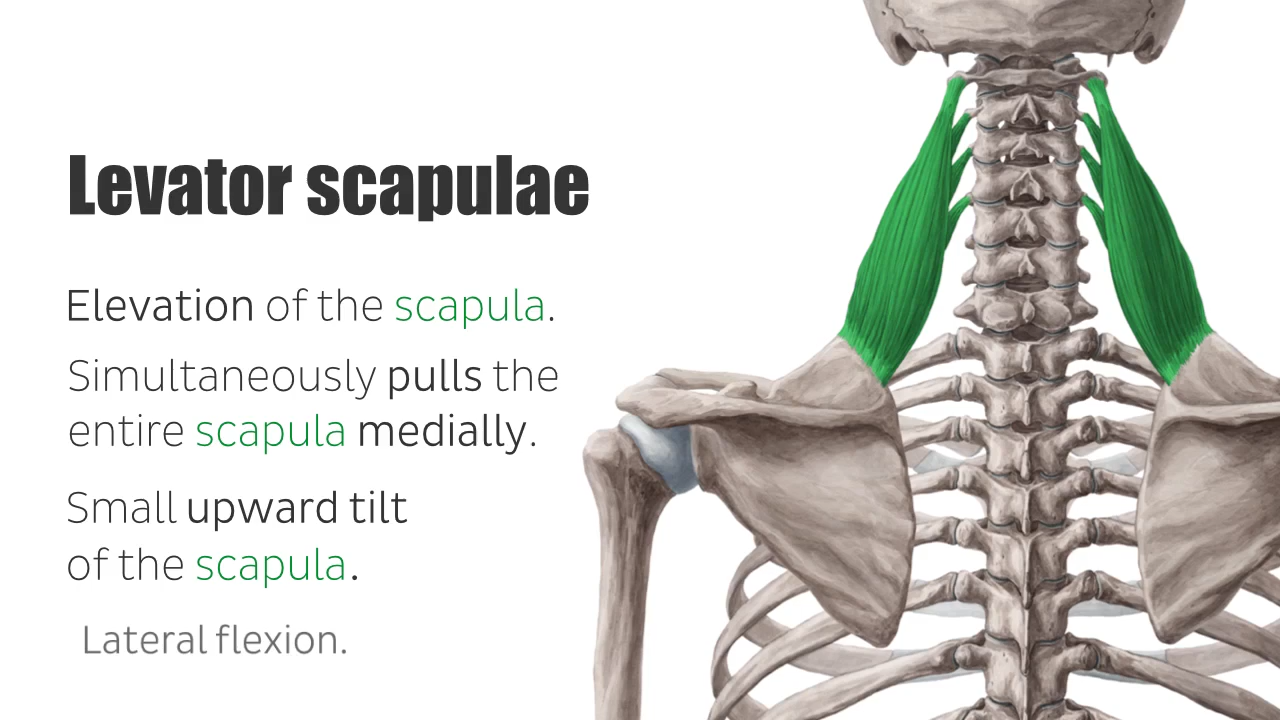 Levator scapulae
Elevation of the scapula.
Simultaneously pulls the
entire scapula medially.
Small upward tilt
of the scapula.
Lateral flexion.